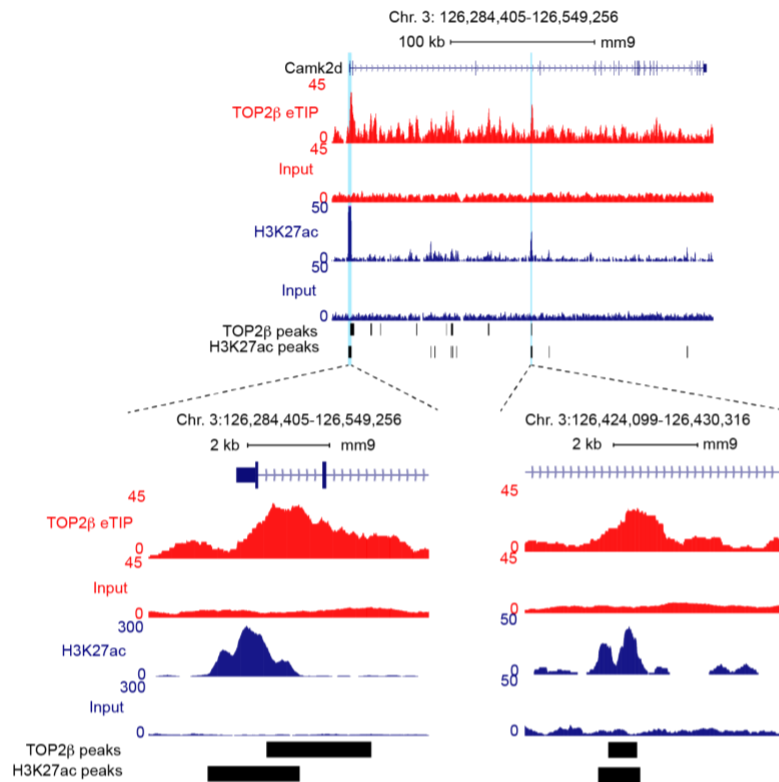 Chr. 3: 126,284,405-126,549,256
100 kb mm9
Camk2d
45
TOP2β eTIP
0
45
Input
0
50
H3K27ac
0
50
Input
0
TOP2β peaks
H3K27ac peaks
Chr. 3:126,284,405-126,549,256
2 kb mm9
45
TOP2β eTIP
0
45
Input
0
300
H3K27ac
0
300
Input
0
TOP2β peaks
H3K27ac peaks
Chr. 3:126,424,099-126,430,316
2 kb mm9
45
0
45
0
50
0
50
0